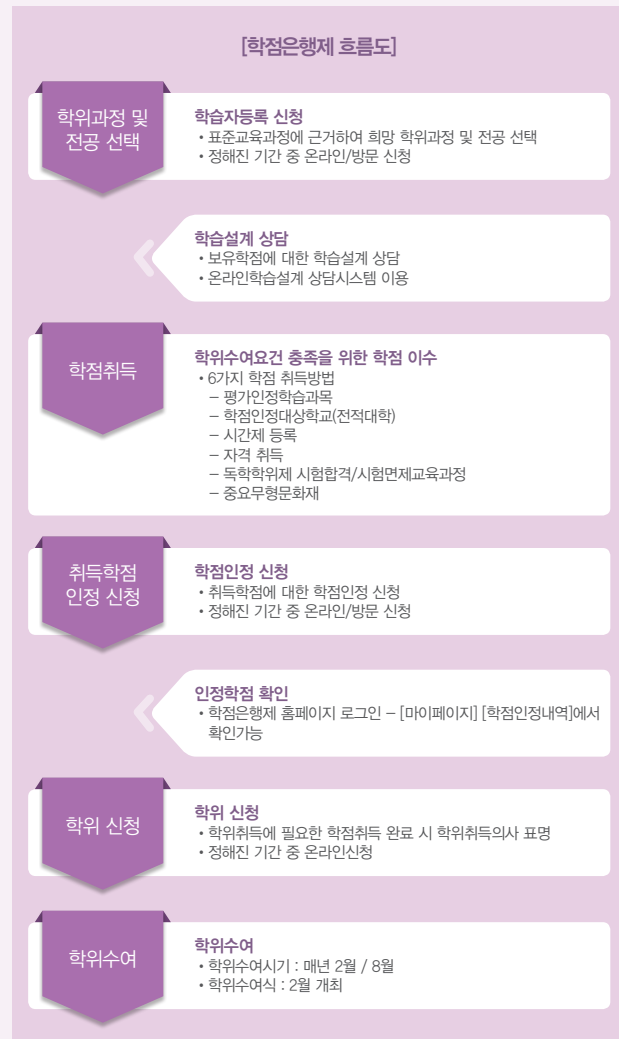 [학점은행제 흐름도]
학위과정 및
전공 선택
학습자등록 신청
• 표준교육과정에 근거하여 희망 학위과정 및 전공 선택
• 정해진 기간 중 온라인/방문 신청
학습설계 상담
• 보유학점에 대한 학습설계 상담
• 온라인학습설계 상담시스템 이용
학점취득
학위수여요건 충족을 위한 학점 이수
• 6가지 학점 취득방법
– 평가인정학습과목
– 학점인정대상학교(전적대학)
– 시간제 등록
– 자격 취득
– 독학학위제 시험합격/시험면제교육과정
– 중요무형문화재
취득학점
인정 신청
학점인정 신청
• 취득학점에 대한 학점인정 신청
• 정해진 기간 중 온라인/방문 신청
인정학점 확인
• 학점은행제 홈페이지 로그인 – [마이페이지] [학점인정내역]에서
확인가능
학위 신청
학위 신청
• 학위취득에 필요한 학점취득 완료 시 학위취득의사 표명
• 정해진 기간 중 온라인신청
학위수여
학위수여
• 학위수여시기 : 매년 2월 / 8월
• 학위수여식 : 2월 개최